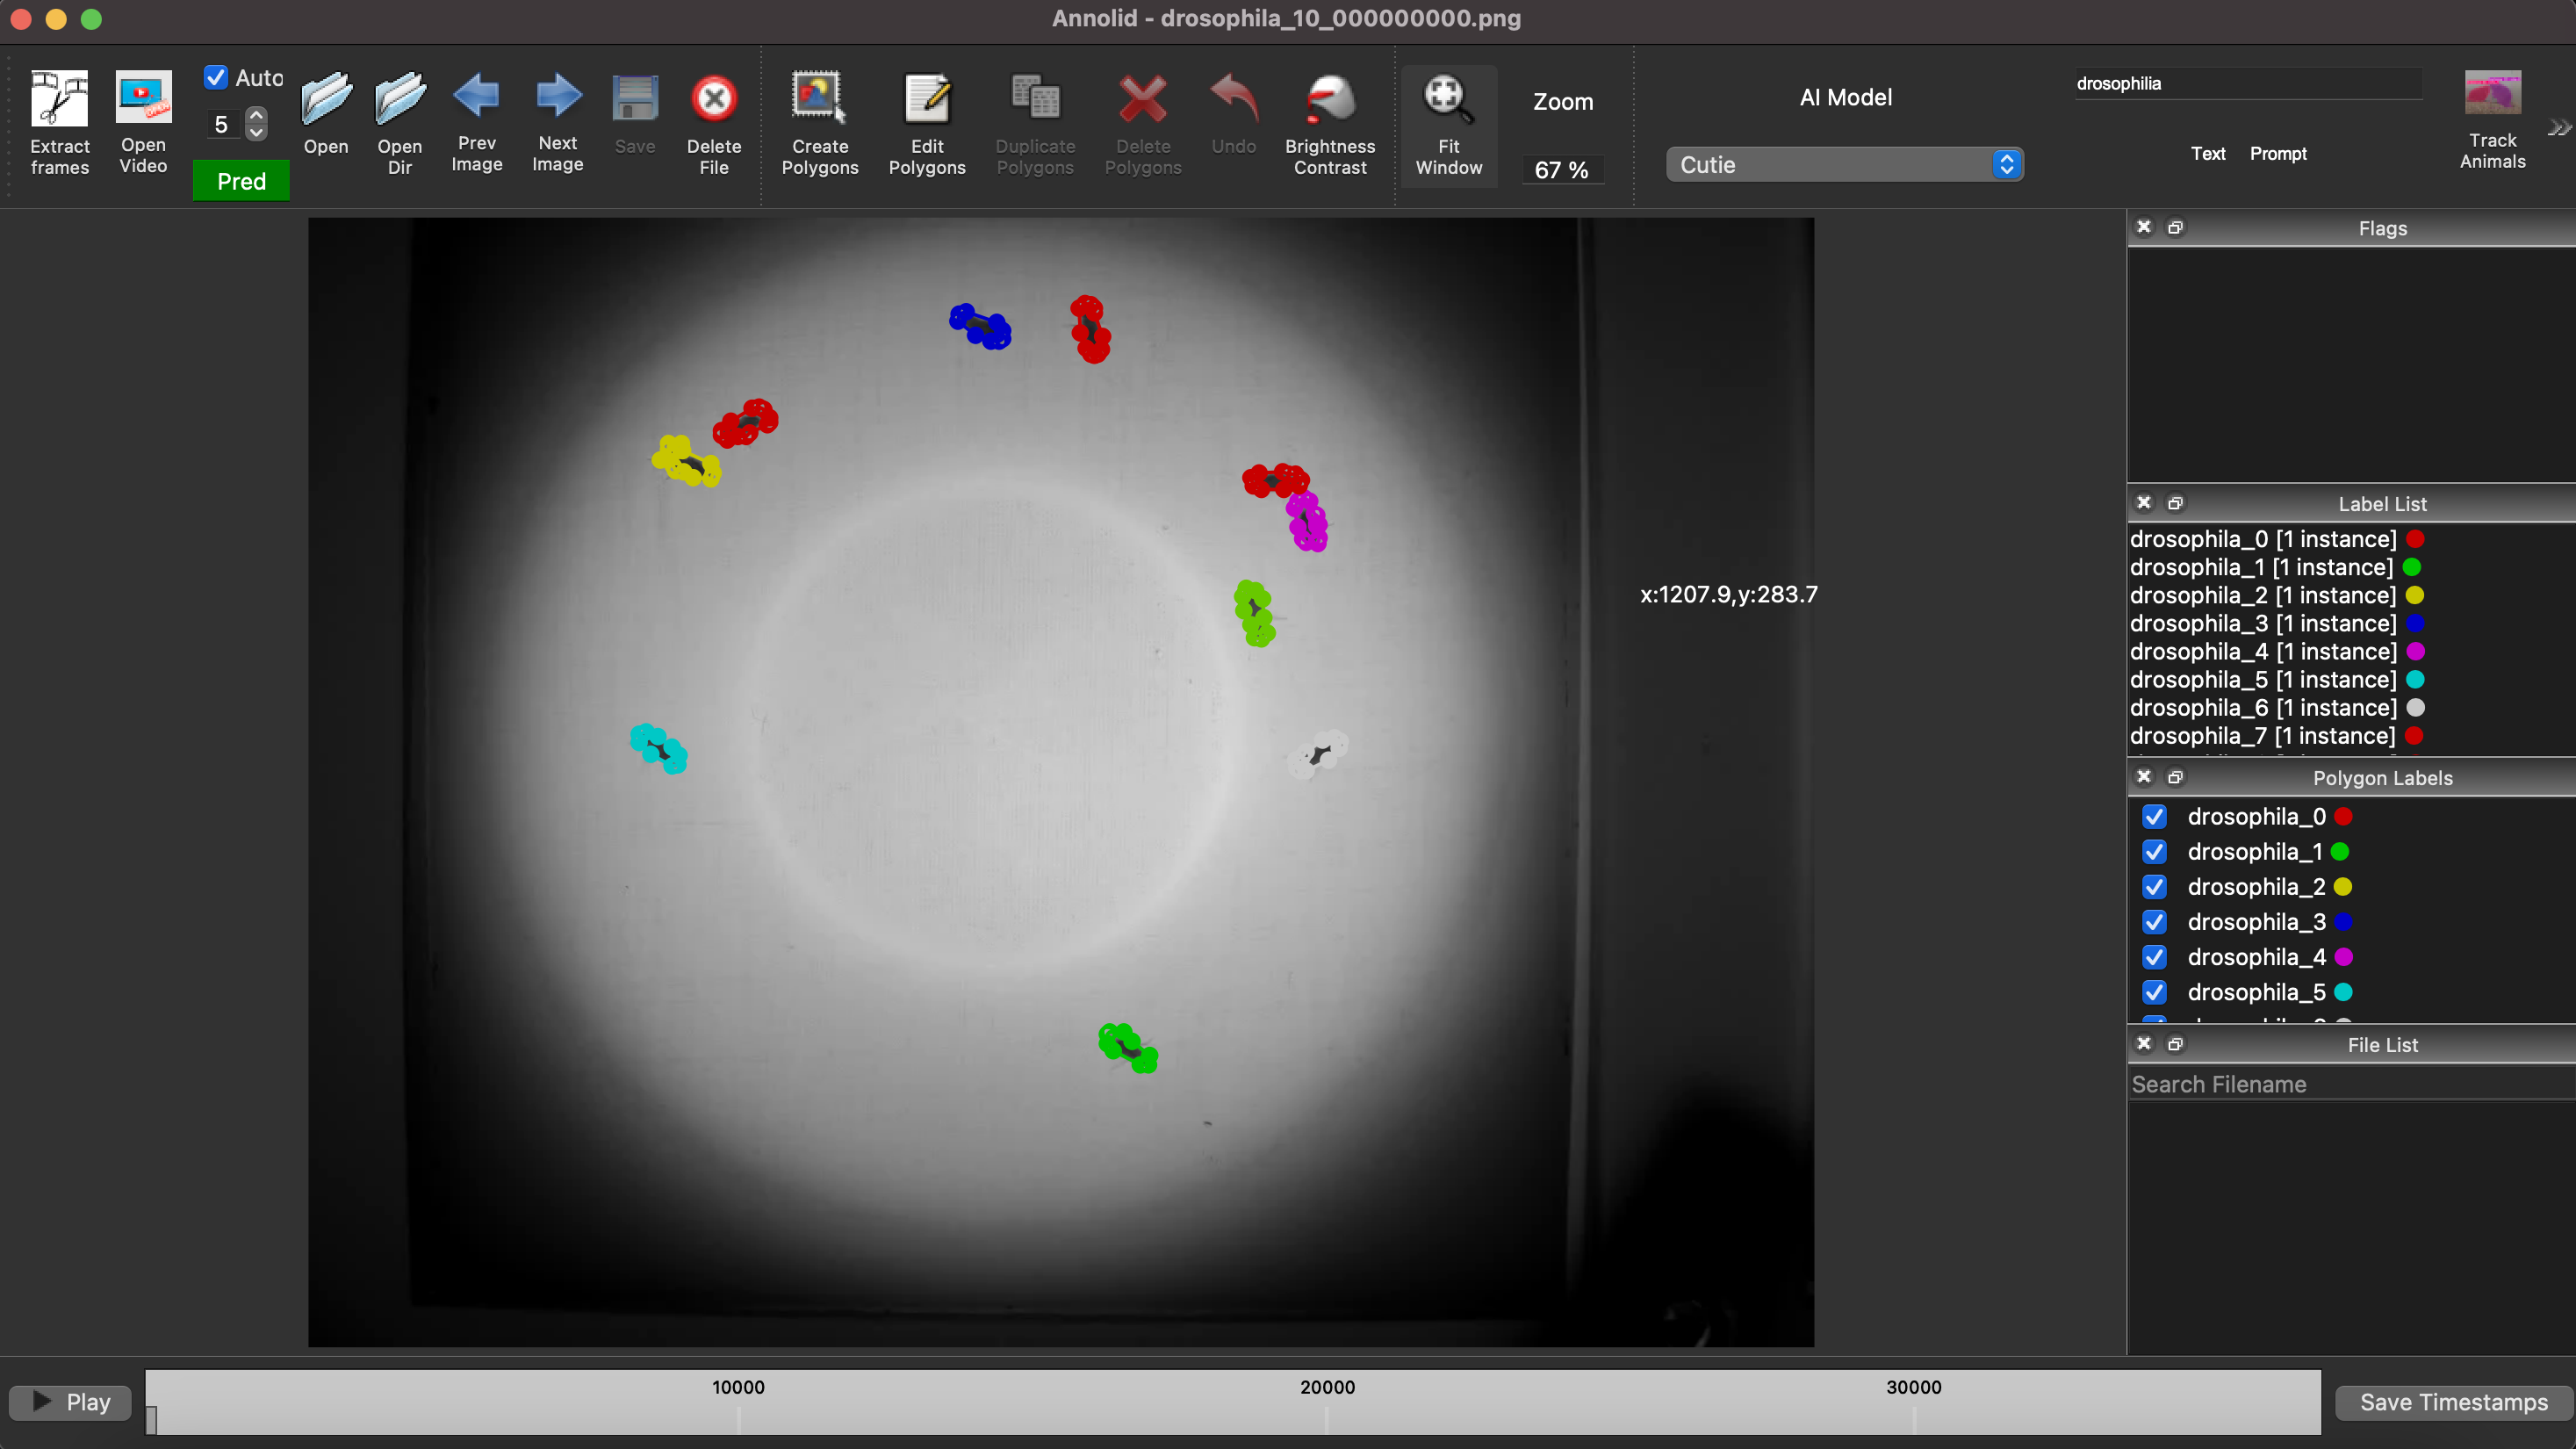 Annolid - drosophila_10_000000000.png
Extract frames
Open Video
Auto
5
Pred
Open
Open Dir
Prev Image
Next Image
Save
Delete File
Create Polygons
Edit Polygons
Duplicate Polygons
Delete Polygons
Undo
Brightness Contrast
Fit Window
Zoom
67 %
AI Model
Cutie
drosophilia
Text Prompt
Track Animals
Flags
x:1207.9,y:283.7
Label List
drosophila_0 [1 instance]
drosophila_1 [1 instance]
drosophila_2 [1 instance]
drosophila_3 [1 instance]
drosophila_4 [1 instance]
drosophila_5 [1 instance]
drosophila_6 [1 instance]
drosophila_7 [1 instance]
Polygon Labels
drosophila_0
drosophila_1
drosophila_2
drosophila_3
drosophila_4
drosophila_5
File List
Search Filename
Play
10000
20000
30000
Save Timestamps